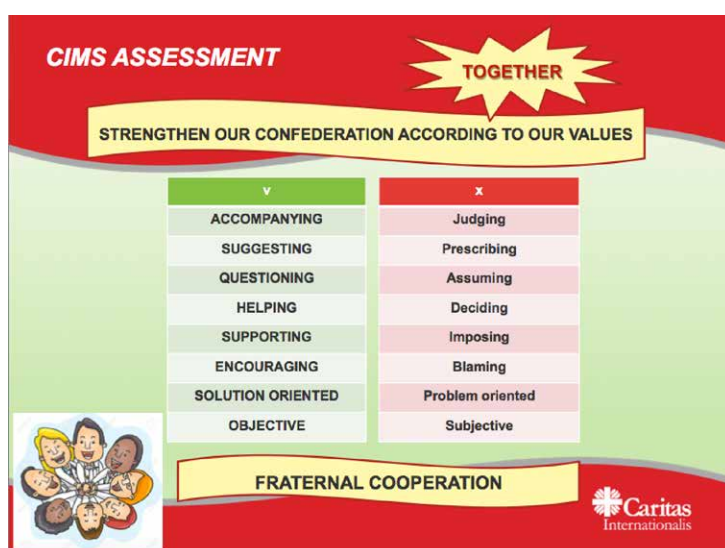 CIMS ASSESSMENT
TOGETHER
STRENGTHEN OUR CONFEDERATION ACCORDING TO OUR VALUES
v x
ACCOMPANYING Judging
SUGGESTING Prescribing
QUESTIONING Assuming
HELPING Deciding
SUPPORTING Imposing
ENCOURAGING Blaming
SOLUTION ORIENTED Problem oriented
OBJECTIVE Subjective
FRATERNAL COOPERATION
Caritas
Internationalis